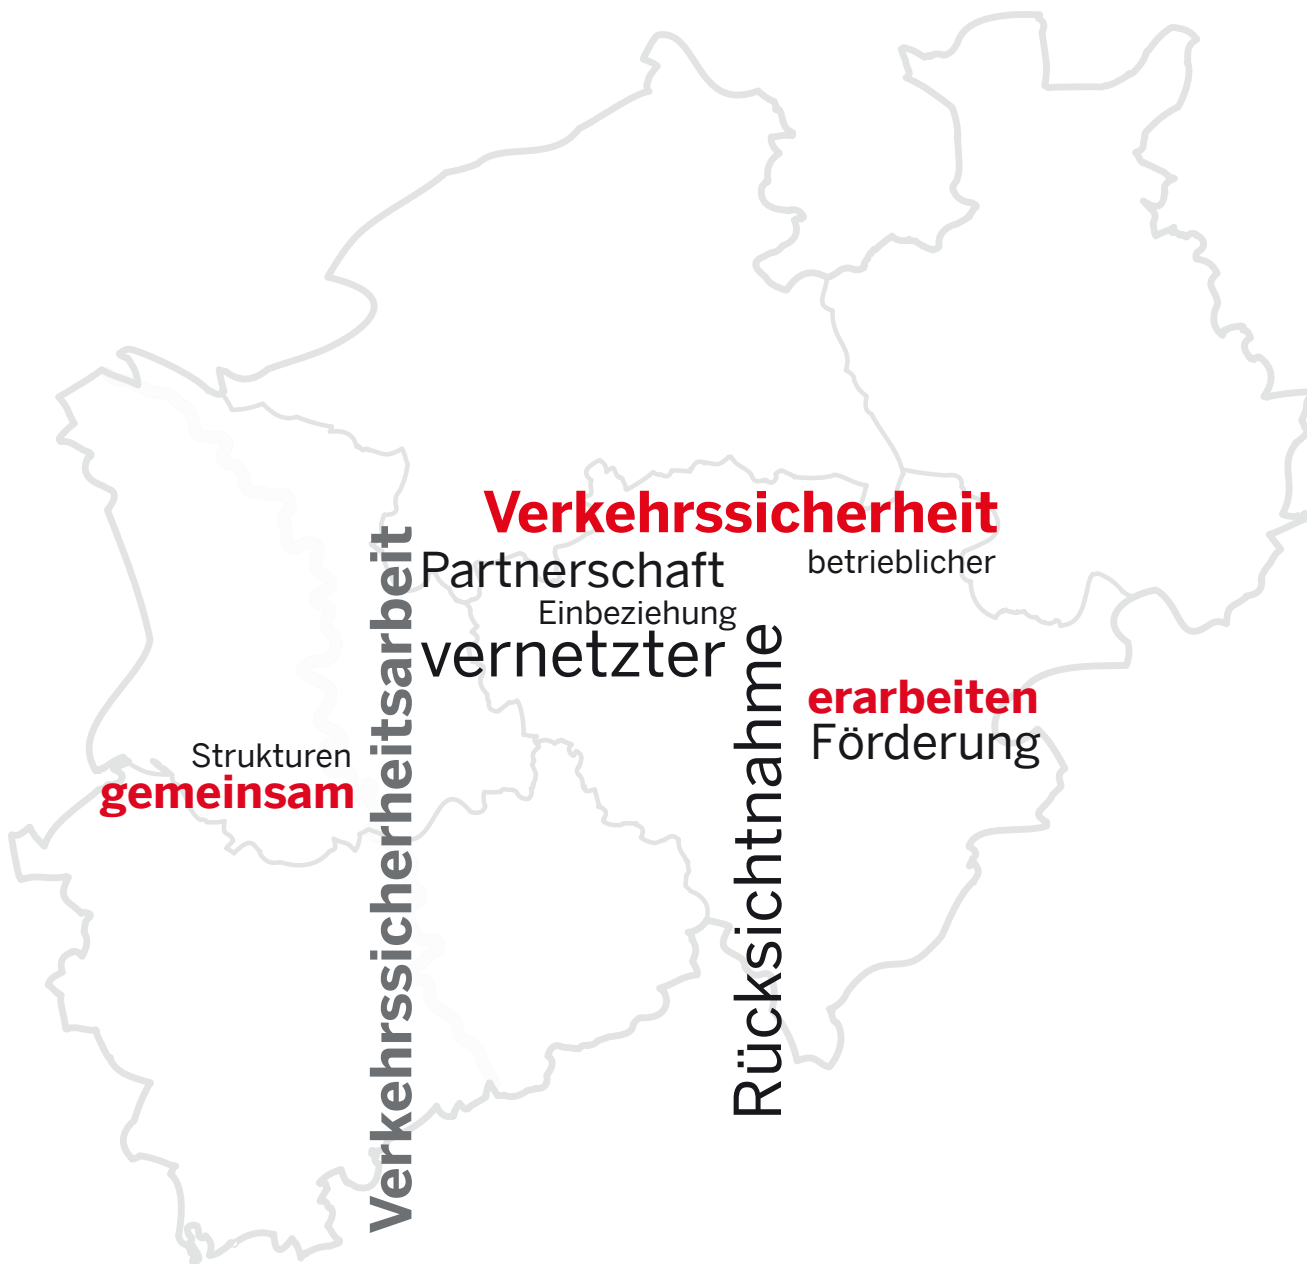 Verkehrssicherheit
Partnerschaft
betrieblicher
Einbeziehung
vernetzter
Verkehrssicherheitsarbeit
Rücksichtnahme
erarbeiten
Förderung
Strukturen
gemeinsam